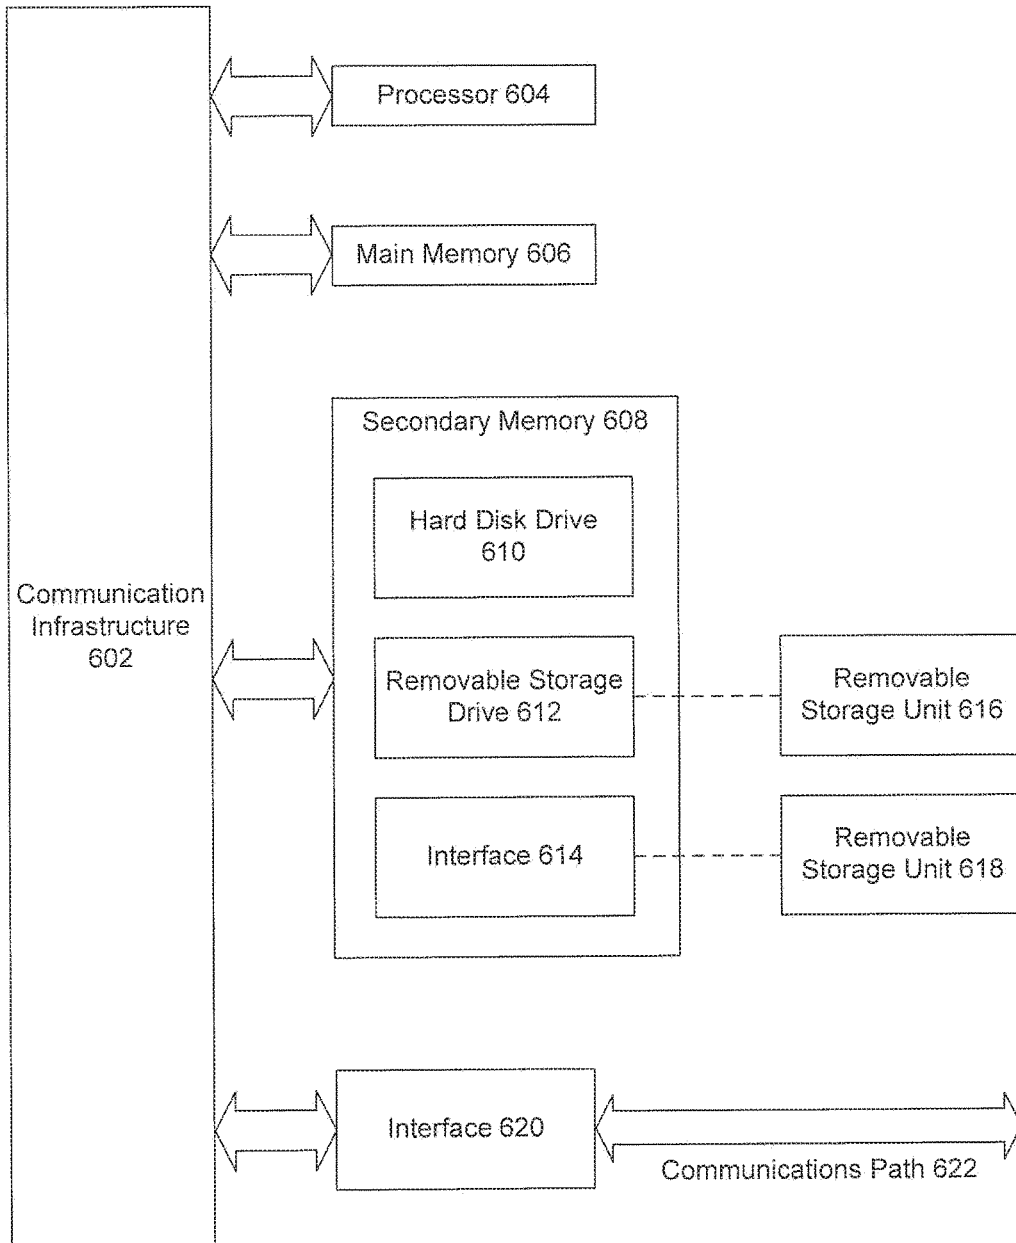 Processor 604
Main Memory 606
Secondary Memory 608
Hard Disk Drive
610
Communication
Infrastructure
602
Removable Storage
Drive 612
Removable
Storage Unit 616
Interface 614
Removable
Storage Unit 618
Interface 620
Communications Path 622